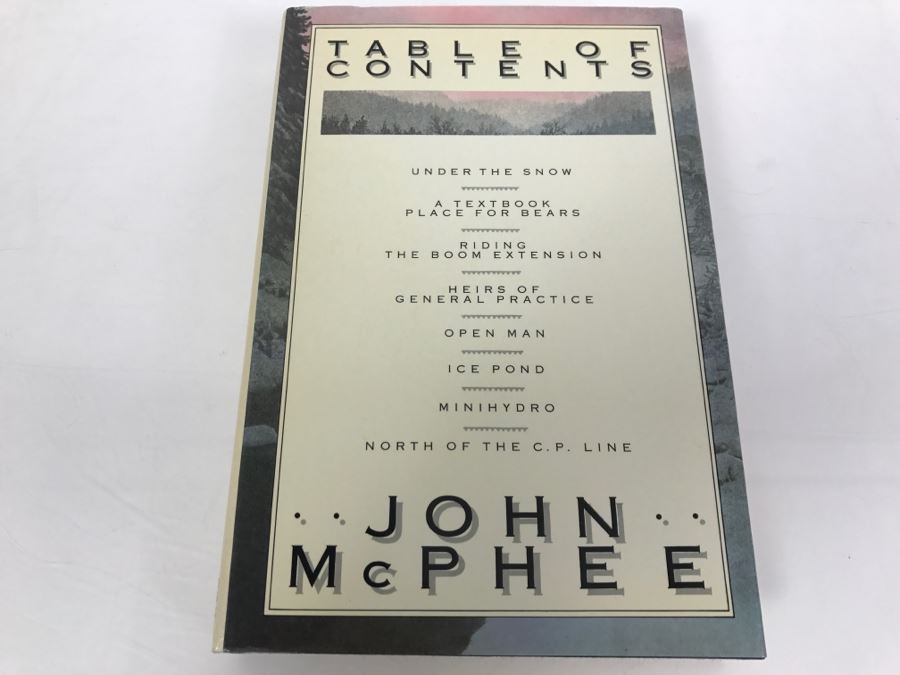 TABLE OF
CONTENTS
UNDER THE SNOW
A TEXTBOOK
PLACE FOR BEARS
RIDING
THE BOOM EXTENSION
HEIRS OF
GENERAL PRACTICE
OPEN MAN
ICE POND
MINIHYDRO
NORTH OF THE C.P. LINE
··JOHN··
McPHEE